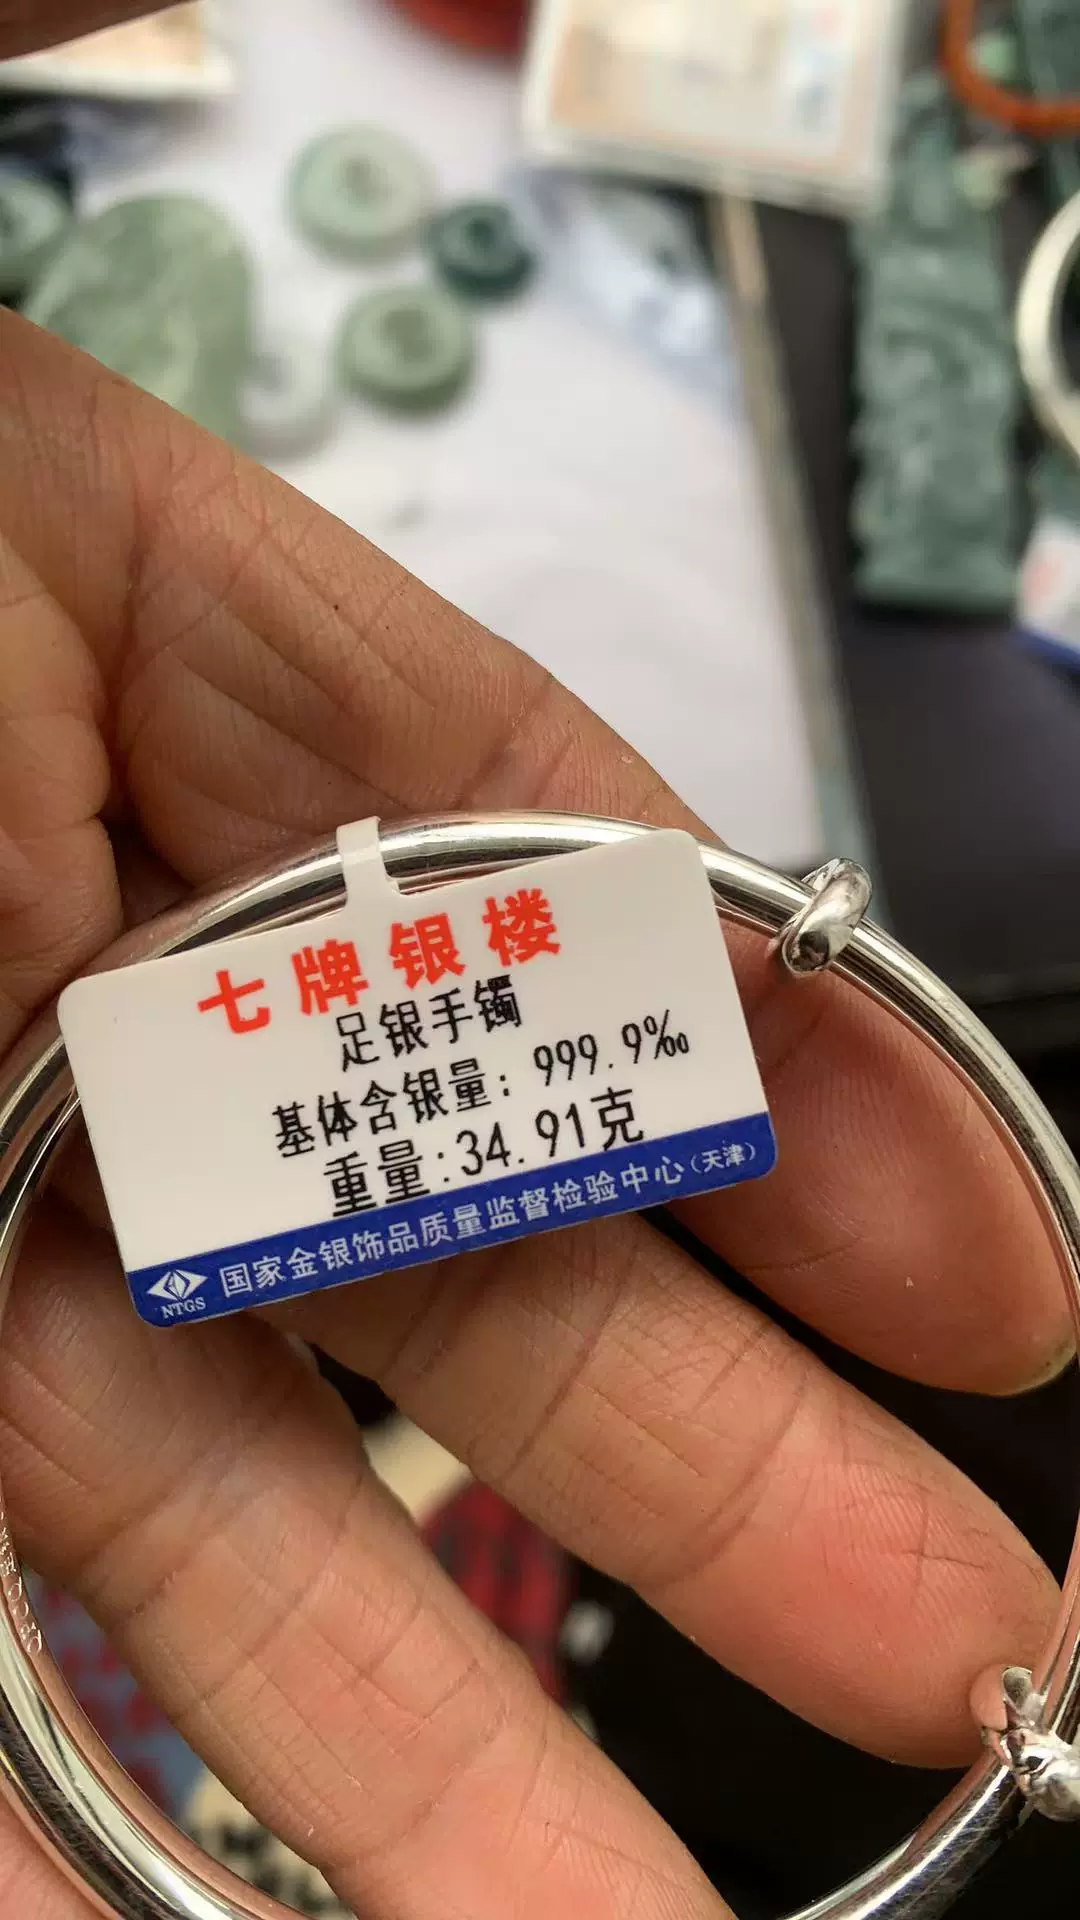 七牌银楼
足银手镯
基体含银量: 999.9‰
重量:34.91克
NTGS 国家金银饰品质量监督检验中心(天津)